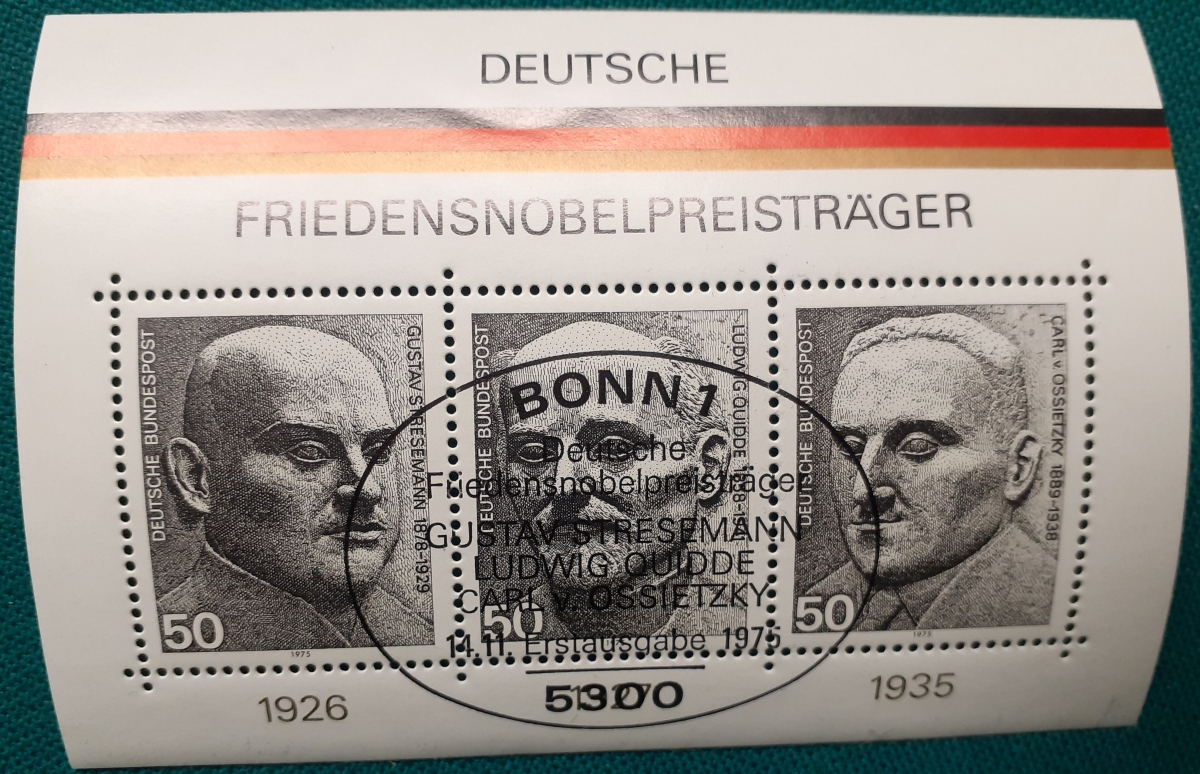 DEUTSCHE
FRIEDENSNOBELPREISTRÄGER
DEUTSCHE BUNDESPOST
GUSTAV STRESEMANN 1878-1929
50
1975
DEUTSCHE BUNDESPOST
LUDWIG QUIDDE 1858-
50
DEUTSCHE BUNDESPOST
CARL v. OSSIETZKY 1889-1938
50
1975
BONN 1
Deutsche
Friedensnobelpreisträger
GUSTAV STRESEMANN
LUDWIG QUIDDE
CARL v. OSSIETZKY
14.11. Erstausgabe 1975
5300
1926
1927
1935